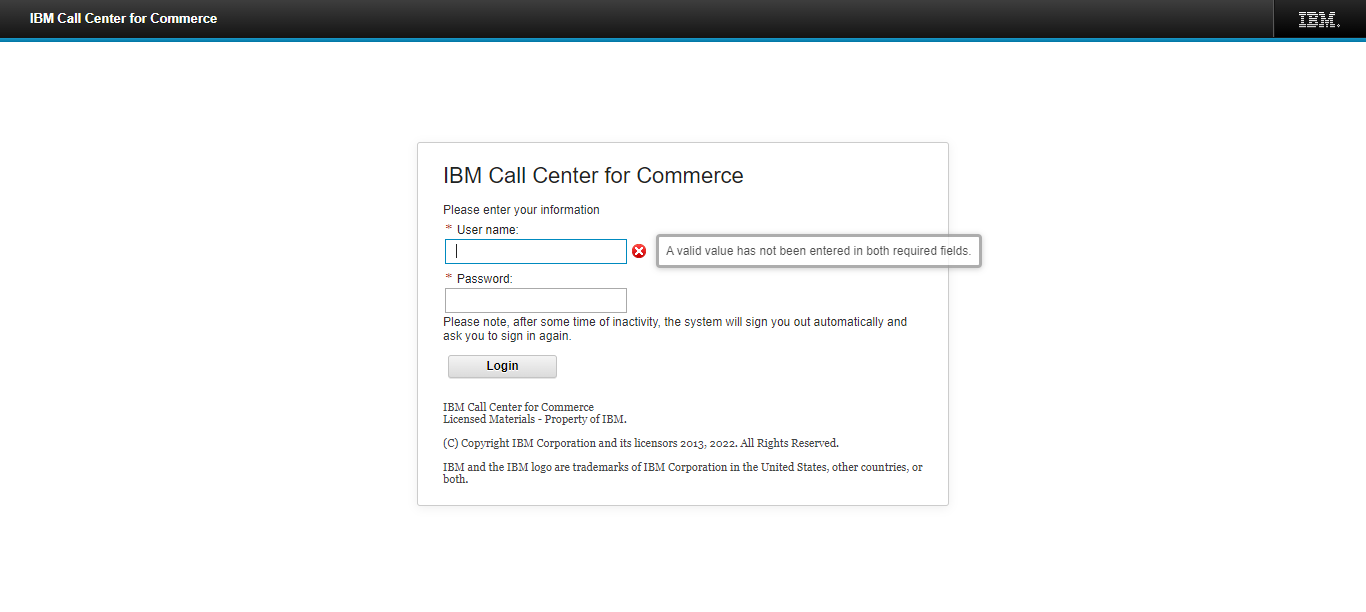 IBM Call Center for Commerce
IBM.
IBM Call Center for Commerce
Please enter your information
* User name:
A valid value has not been entered in both required fields.
* Password:
Please note, after some time of inactivity, the system will sign you out automatically and
ask you to sign in again.
Login
IBM Call Center for Commerce
Licensed Materials - Property of IBM.
(C) Copyright IBM Corporation and its licensors 2013, 2022. All Rights Reserved.
IBM and the IBM logo are trademarks of IBM Corporation in the United States, other countries, or
both.